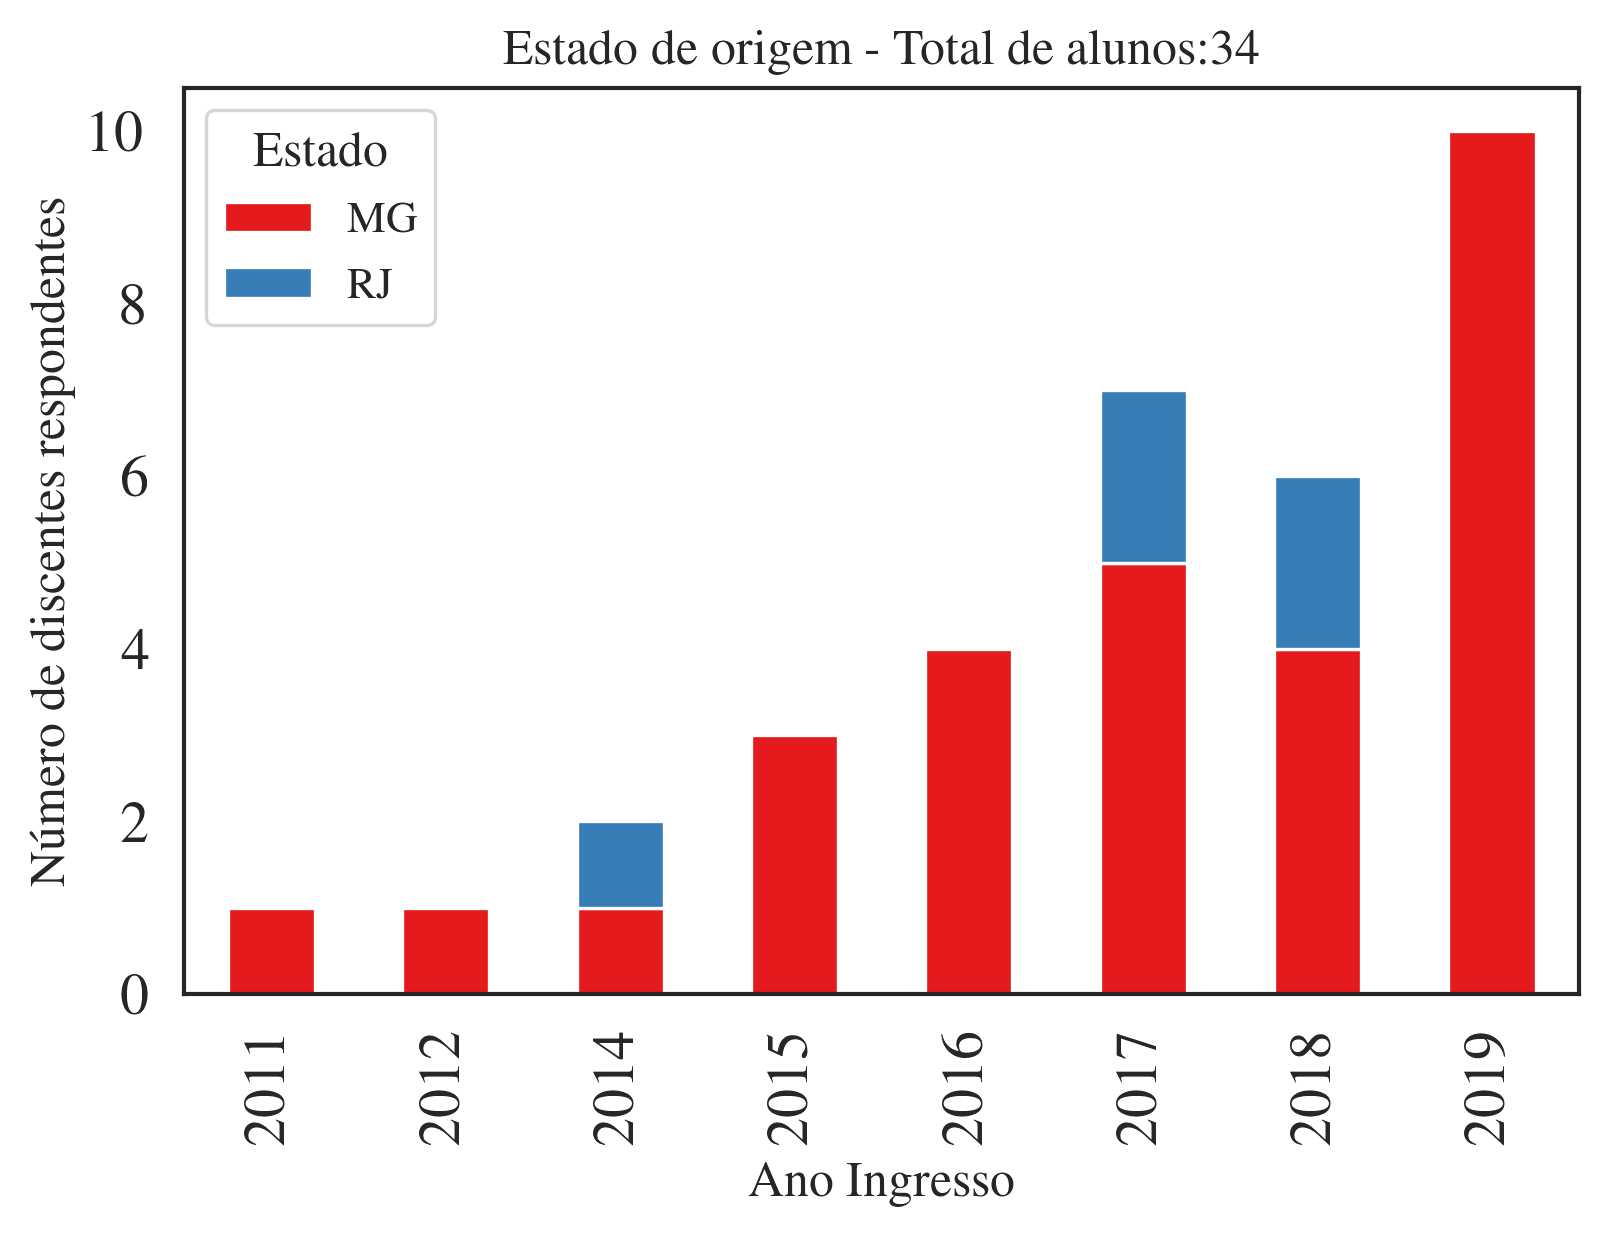 Estado de origem - Total de alunos:34
Estado
MG
RJ
Número de discentes respondentes
10
8
6
4
2
0
2011
2012
2014
2015
2016
2017
2018
2019
Ano Ingresso